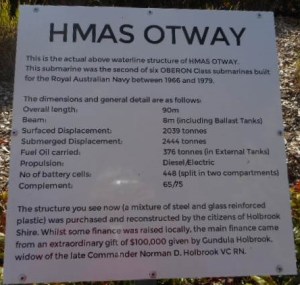 HMAS OTWAY
This is the actual above waterline structure of HMAS OTWAY.
This submarine was the second of six OBERON Class submarines built
for the Royal Australian Navy between 1966 and 1979.
The dimensions and general detail are as follows:
Overall length: 90m
Beam: 8m (including Ballast Tanks)
Surfaced Displacement: 2039 tonnes
Submerged Displacement: 2444 tonnes
Fuel Oil carried: 376 tonnes (in External Tanks)
Propulsion: Diesel/Electric
No of battery cells: 448 (split in two compartments)
Complement: 65/75
The structure you see now (a mixture of steel and glass reinforced
plastic) was purchased and reconstructed by the citizens of Holbrook
Shire. Whilst some finance was raised locally, the main finance came
from an extraordinary gift of $100,000 given by Gundula Holbrook,
widow of the late Commander Norman D. Holbrook VC RN.